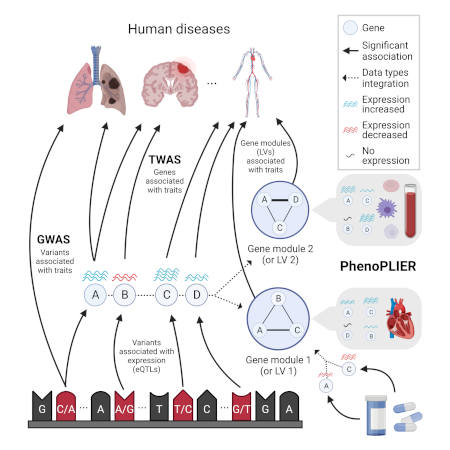 Human diseases
...
Gene
Significant
association
Data types
integration
Expression
increased
Expression
decreased
No
expression
TWAS
Genes
associated
with traits
Gene modules
(LVs)
associated
with traits
GWAS
Variants
associated
with traits
A
D
C
Gene module 2
(or LV 2)
A
C
B
D
PhenoPLIER
A
B
C
D
B
A
C
Gene module 1
(or LV 1)
A
C
D
B
Variants
associated with
expression
(eQTLs)
C
A
G
C/A
...
A
A/G
...
T
T/C
C
...
G/T
G
A